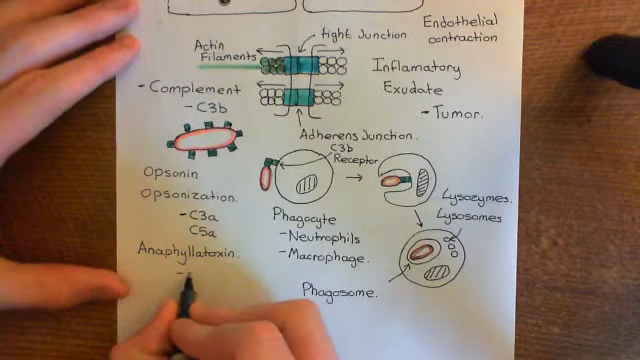 Endothelial
contraction
tight Junction
Actin
Filaments
Inflamatory
Exudate
- Tumor.
- Complement
- C3b
Adherens Junction.
C3b
Receptor
Opsonin
Opsonization.
- C3a
C5a
Anaphyllatoxin.
-
Phagocyte
- Neutrophils
- Macrophage.
Lysozymes.
Lysosomes
Phagosome.